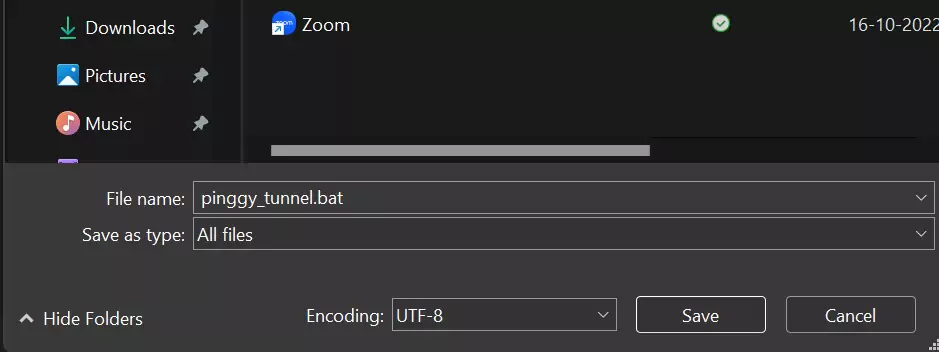 Downloads
Zoom
16-10-2022
Pictures
Music
File name: pinggy_tunnel.bat
Save as type: All files
Hide Folders
Encoding: UTF-8
Save
Cancel